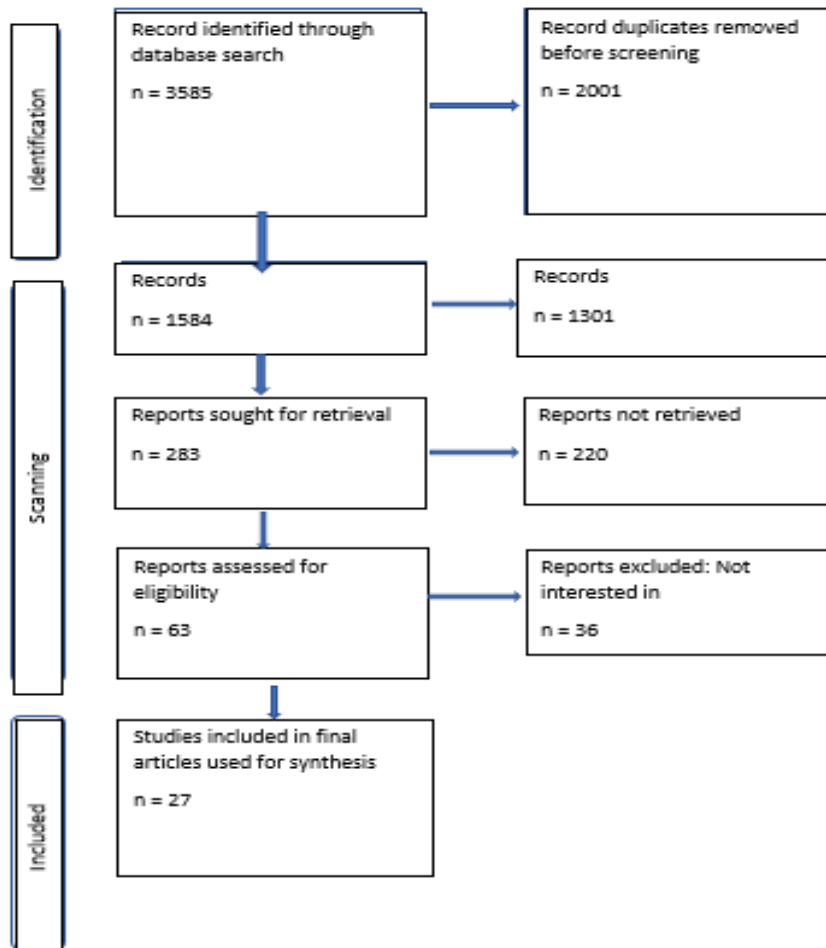 Identification
Record identified through
database search
n = 3585
Record duplicates removed
before screening
n = 2001
Scanning
Records
n = 1584
Records
n = 1301
Reports sought for retrieval
n = 283
Reports not retrieved
n = 220
Reports assessed for
eligibility
n = 63
Reports excluded: Not
interested in
n = 36
Included
Studies included in final
articles used for synthesis
n = 27